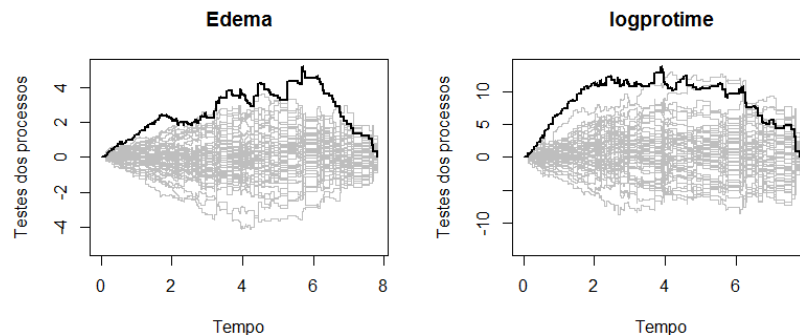 Edema
Testes dos processos
4
2
0
-2
-4
0 2 4 6 8
Tempo
logprotime
Testes dos processos
10
5
0
-10
0 2 4 6
Tempo